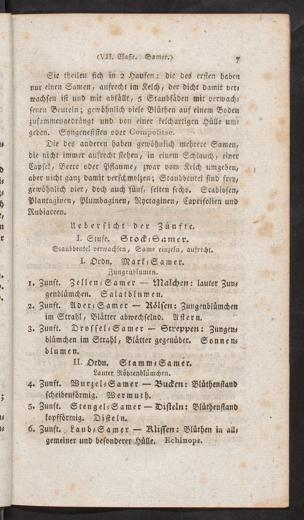 (VII. Classe. Samer.) 7
Sie theilen sich in 2 Haufen: die des ersten haben
nur einen Samen, aufrecht im Kelch, der dicht damit ver⸗
wachsen ist und mit abfällt, 5 Staubfäden mit verwach⸗
senen Beuteln; gewöhnlich viele Blüthen auf einem Boden
zusammengedrängt und von einer kelchartigen Hülle um⸗
geben. Syngenesisten oder Compositae.
Die des anderen haben gewöhnlich mehrere Samen,
die nicht immer aufrecht stehen, in einem Schlauch, einer
Capsel, Beere oder Pflaume, zwar vom Kelch umgeben,
aber nicht ganz damit verschmolzen; Staubbeutel sind frey,
gewöhnlich vier, doch auch fünf, selten sechs. Scabiosen,
Plantaginen, Plumbaginen, Nyctaginen, Caprifolien und
Rubiaceen.
Uebersicht der Zünfte.
I. Stufe. Stock⸗Samer.
Staubbeutel verwachsen, Same einzeln, aufrecht.
I. Ordn. Mark⸗Samer.
Zungenblumen.
1. Zunft. Zellen⸗Samer — Malschen: lauter Zun⸗
genblümchen. Salatblumen.
2. Zunft. Ader⸗Samer — Kölsen: Zungenblümchen
im Strahl, Blätter abwechselnd. Astern.
3. Zunft. Drossel⸗Samer — Streppen: Zungen⸗
blümchen im Strahl, Blätter gegenüber. Sonnen⸗
blumen.
II. Ordn. Stamm⸗Samer.
Lauter Röhrenblümchen.
4. Zunft. Wurzel⸗Samer — Bucken: Blüthenstand
scheibenförmig. Wermuth.
5. Zunft. Stengel⸗Samer — Disteln: Blüthenstand
kopfförmig. Disteln.
6. Zunft. Laub⸗Samer — Klissen: Blüthen in all⸗
gemeiner und besonderer Hülle. Echinops.